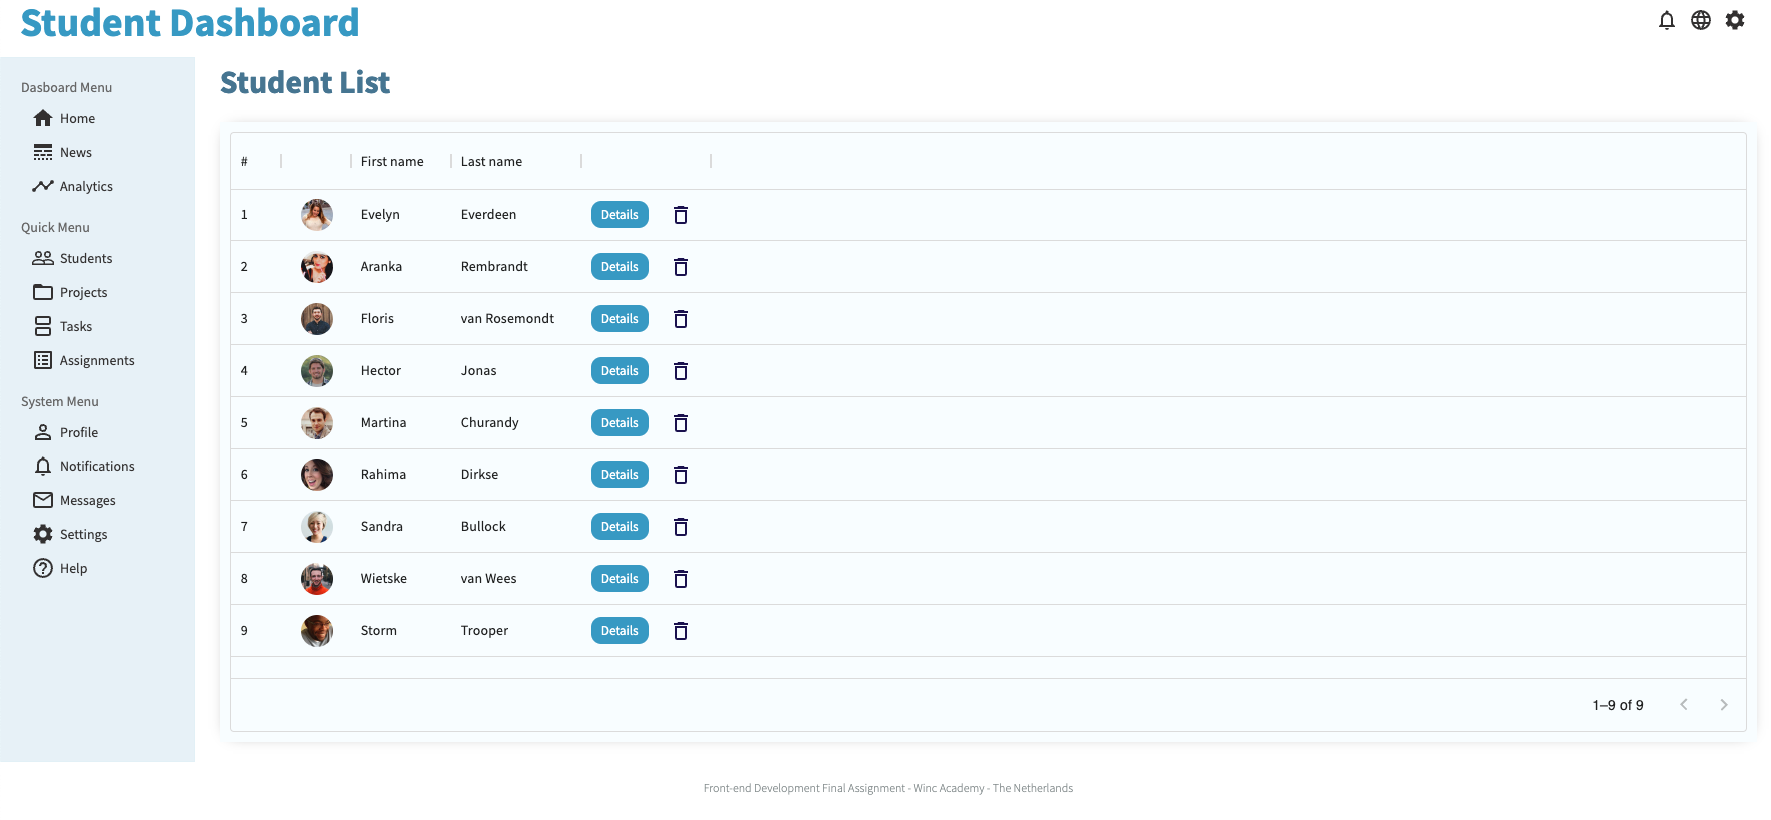 Student Dashboard
Dasboard Menu
Home
News
Analytics
Quick Menu
Students
Projects
Tasks
Assignments
System Menu
Profile
Notifications
Messages
Settings
Help
Student List
# First name Last name
1 Evelyn Everdeen Details
2 Aranka Rembrandt Details
3 Floris van Rosemondt Details
4 Hector Jonas Details
5 Martina Churandy Details
6 Rahima Dirkse Details
7 Sandra Bullock Details
8 Wietske van Wees Details
9 Storm Trooper Details
1–9 of 9
Front-end Development Final Assignment - Winc Academy - The Netherlands